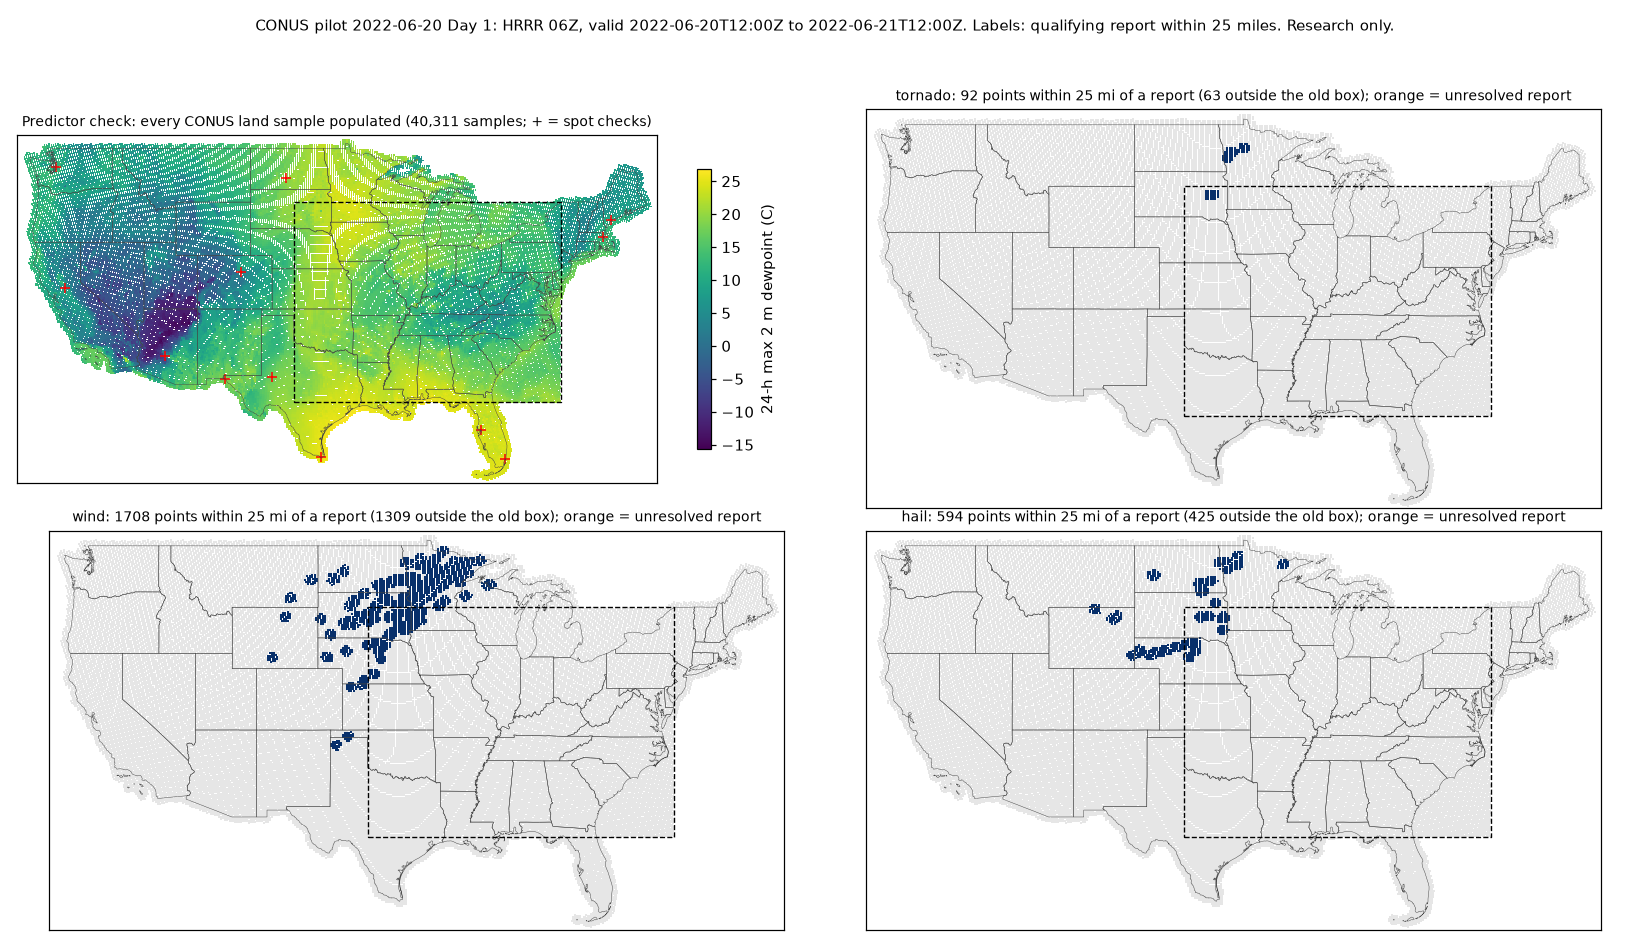 CONUS pilot 2022-06-20 Day 1: HRRR 06Z, valid 2022-06-20T12:00Z to 2022-06-21T12:00Z. Labels: qualifying report within 25 miles. Research only.
Predictor check: every CONUS land sample populated (40,311 samples; + = spot checks)
25
20
15
10
5
0
−5
−10
−15
24-h max 2 m dewpoint (C)
tornado: 92 points within 25 mi of a report (63 outside the old box); orange = unresolved report
wind: 1708 points within 25 mi of a report (1309 outside the old box); orange = unresolved report
hail: 594 points within 25 mi of a report (425 outside the old box); orange = unresolved report